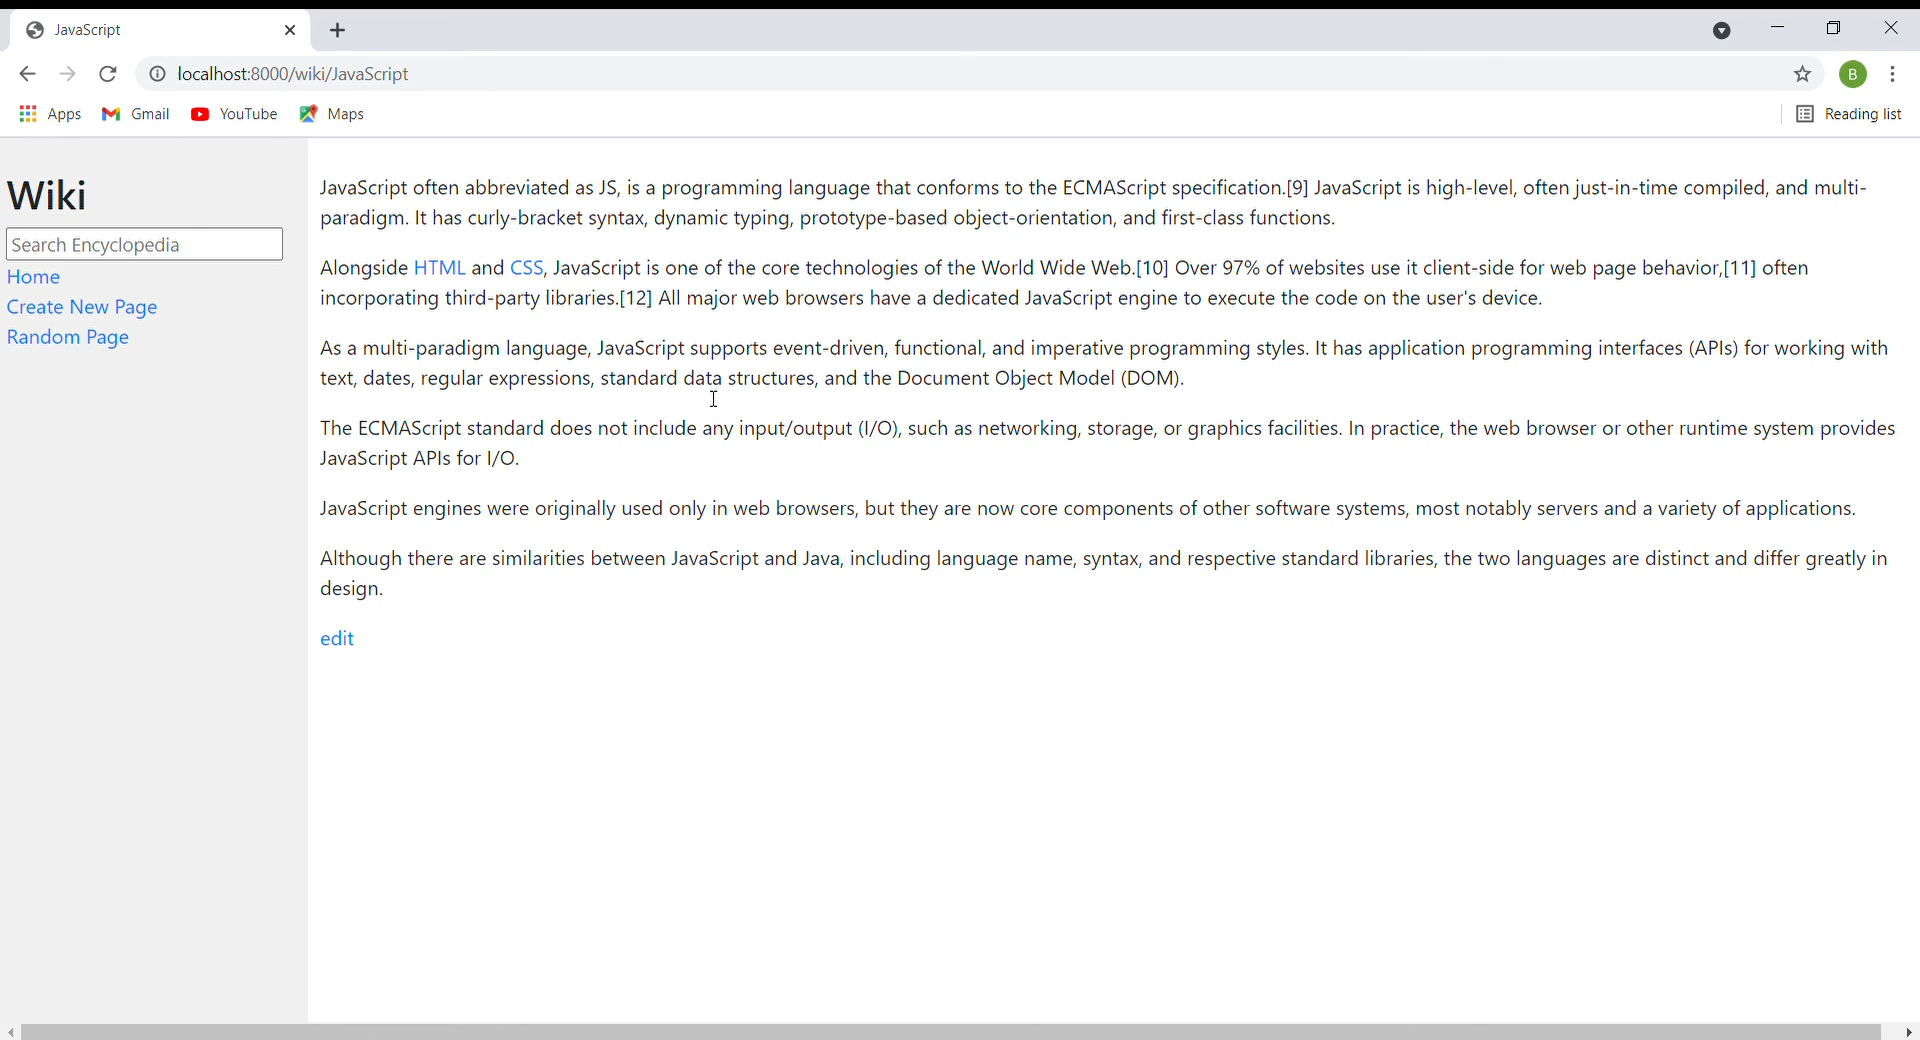 JavaScript
localhost:8000/wiki/JavaScript
B
Apps
Gmail
YouTube
Maps
Reading list
Wiki
Search Encyclopedia
Home
Create New Page
Random Page
JavaScript often abbreviated as JS, is a programming language that conforms to the ECMAScript specification.[9] JavaScript is high-level, often just-in-time compiled, and multi-
paradigm. It has curly-bracket syntax, dynamic typing, prototype-based object-orientation, and first-class functions.
Alongside HTML and CSS, JavaScript is one of the core technologies of the World Wide Web.[10] Over 97% of websites use it client-side for web page behavior,[11] often
incorporating third-party libraries.[12] All major web browsers have a dedicated JavaScript engine to execute the code on the user's device.
As a multi-paradigm language, JavaScript supports event-driven, functional, and imperative programming styles. It has application programming interfaces (APIs) for working with
text, dates, regular expressions, standard data structures, and the Document Object Model (DOM).
The ECMAScript standard does not include any input/output (I/O), such as networking, storage, or graphics facilities. In practice, the web browser or other runtime system provides
JavaScript APIs for I/O.
JavaScript engines were originally used only in web browsers, but they are now core components of other software systems, most notably servers and a variety of applications.
Although there are similarities between JavaScript and Java, including language name, syntax, and respective standard libraries, the two languages are distinct and differ greatly in
design.
edit